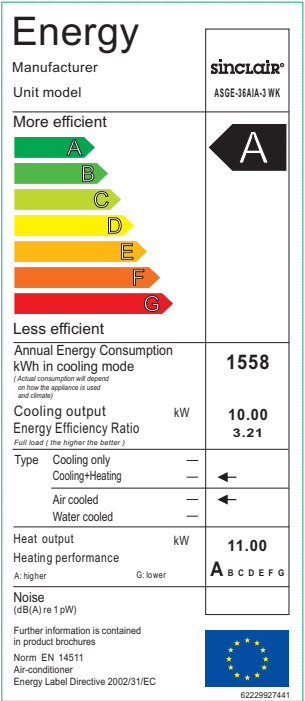 Energy
Manufacturer
sinclair®
Unit model
ASGE-36AIA-3 WK
More efficient
A
A
B
C
D
E
F
G
Less efficient
Annual Energy Consumption
kWh in cooling mode
1558
( Actual consumption will depend
on how the appliance is used
and climate)
Cooling output kW 10.00
Energy Efficiency Ratio 3.21
Full load ( the higher the better )
Type Cooling only —
Cooling+Heating — ←
Air cooled — ←
Water cooled —
Heat output kW 11.00
Heating performance
A: higher G: lower A B C D E F G
Noise
(dB(A) re 1 pW)
Further information is contained
in product brochures
Norm EN 14511
Air-conditioner
Energy Label Directive 2002/31/EC
62229927441